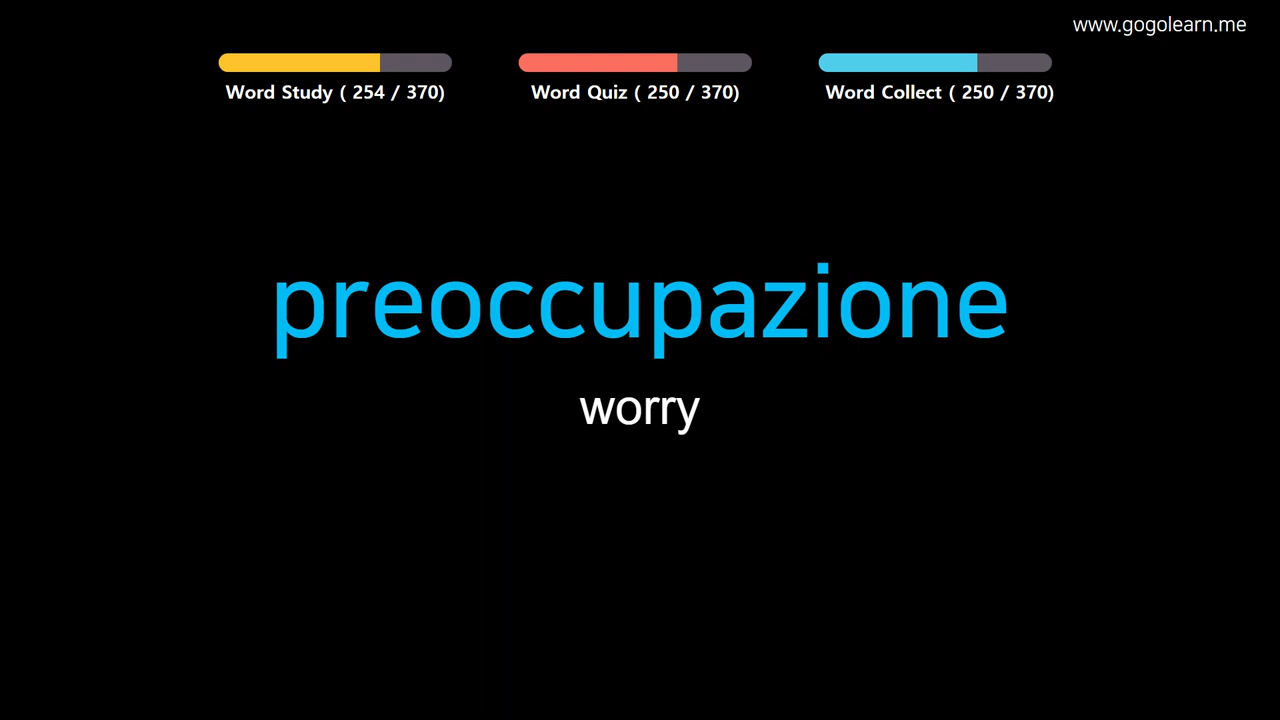 www.gogolearn.me
Word Study ( 254 / 370)
Word Quiz ( 250 / 370)
Word Collect ( 250 / 370)
preoccupazione
worry